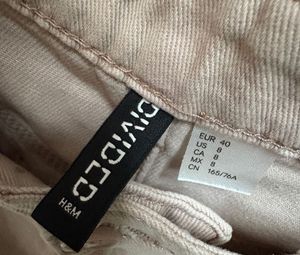 DIVIDED
H&M
EUR 40
US 8
CA 8
MX 8
CN 165/76A